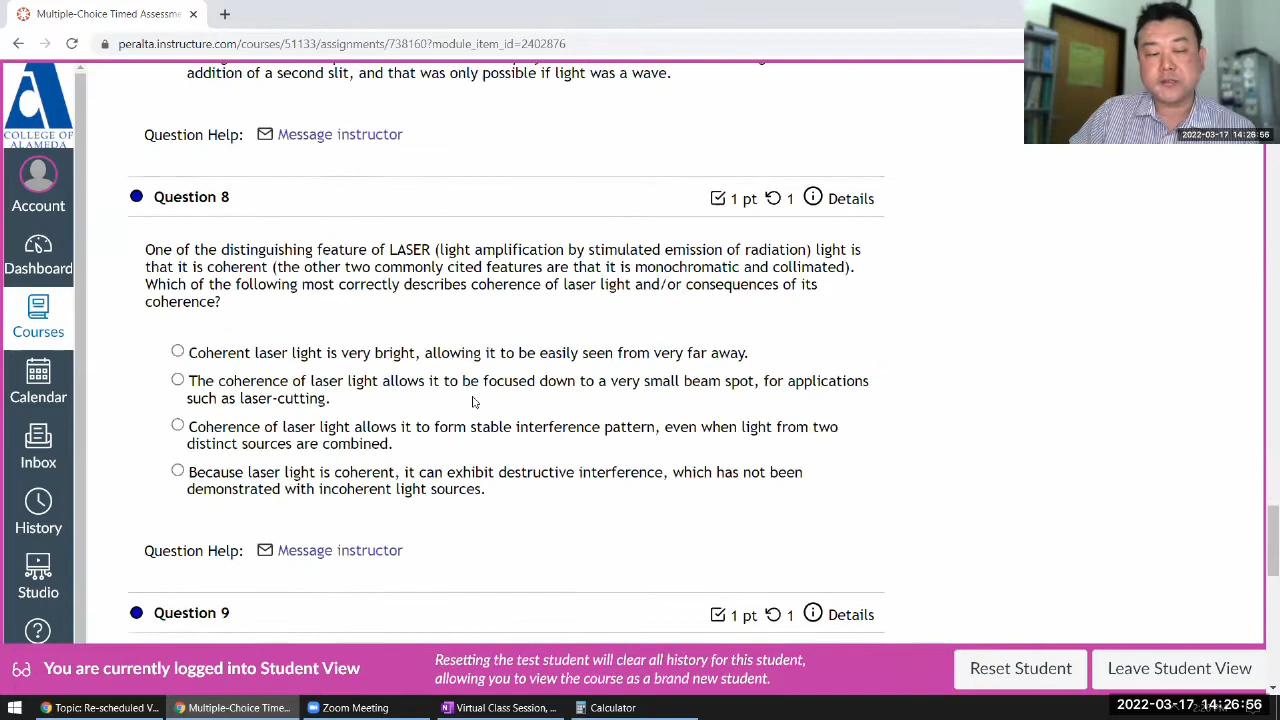 Multiple-Choice Timed Assessme
peralta.instructure.com/courses/51133/assignments/738160?module_item_id=2402876
2022-03-17 14:26:56
COLLEGE OF
ALAMEDA
Account
Dashboard
Courses
Calendar
Inbox
History
Studio
addition of a second slit, and that was only possible if light was a wave.
Question Help: Message instructor
Question 8
1 pt 1 Details
One of the distinguishing feature of LASER (light amplification by stimulated emission of radiation) light is
that it is coherent (the other two commonly cited features are that it is monochromatic and collimated).
Which of the following most correctly describes coherence of laser light and/or consequences of its
coherence?
Coherent laser light is very bright, allowing it to be easily seen from very far away.
The coherence of laser light allows it to be focused down to a very small beam spot, for applications
such as laser-cutting.
Coherence of laser light allows it to form stable interference pattern, even when light from two
distinct sources are combined.
Because laser light is coherent, it can exhibit destructive interference, which has not been
demonstrated with incoherent light sources.
Question Help: Message instructor
Question 9
1 pt 1 Details
You are currently logged into Student View
Resetting the test student will clear all history for this student,
allowing you to view the course as a brand new student.
Reset Student
Leave Student View
Topic: Re-scheduled V...
Multiple-Choice Time...
Zoom Meeting
Virtual Class Session, ...
Calculator
2022-03-17 14:26:56